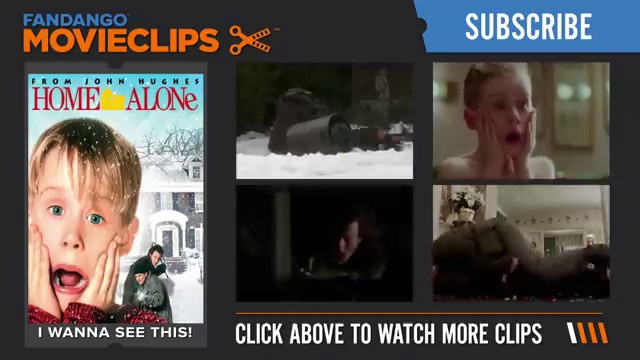 FANDANGO
MOVIECLIPS
SUBSCRIBE
FROM JOHN HUGHES
HOME ALONe
I WANNA SEE THIS!
CLICK ABOVE TO WATCH MORE CLIPS